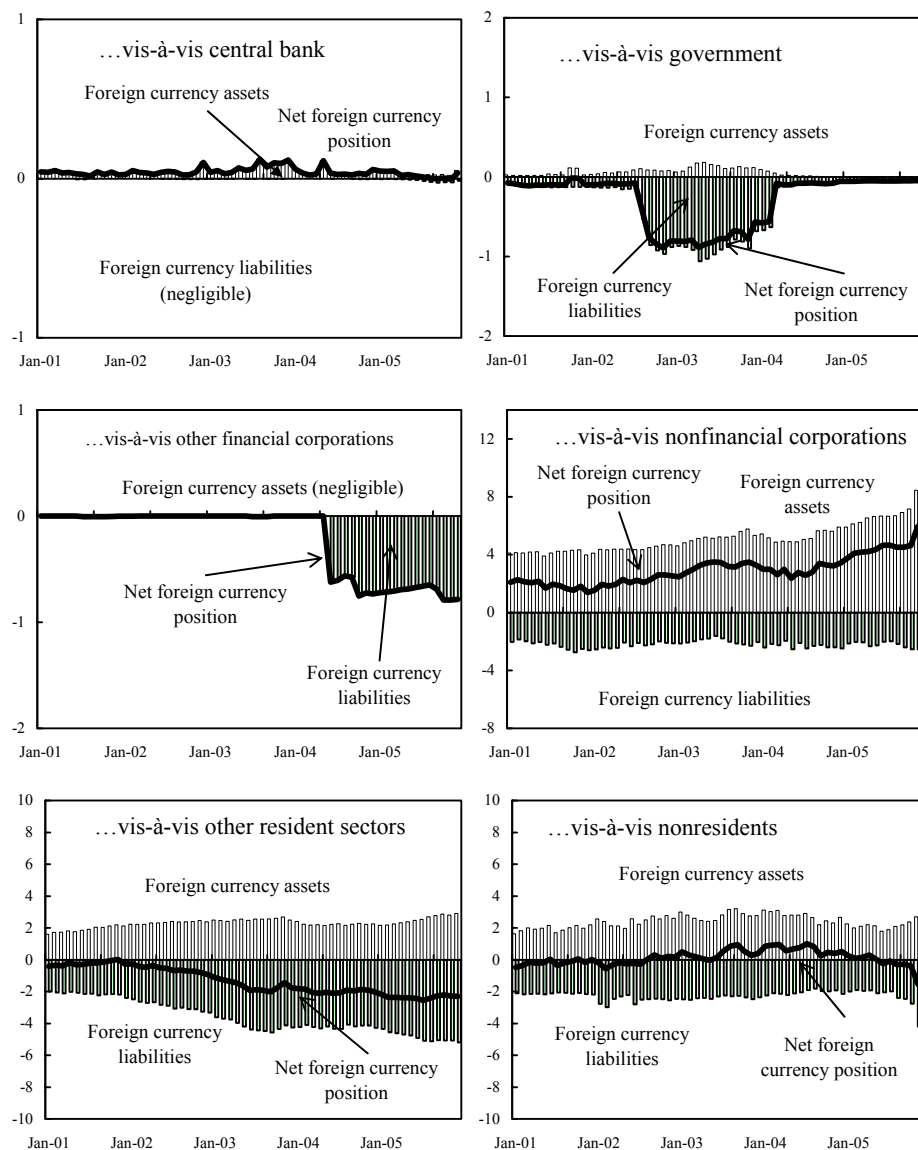 1
…vis-à-vis central bank
Foreign currency assets
Net foreign currency
position
0
Foreign currency liabilities
(negligible)
-1
Jan-01 Jan-02 Jan-03 Jan-04 Jan-05
2
…vis-à-vis government
1
Foreign currency assets
0
-1
Foreign currency
liabilities
Net foreign currency
position
-2
Jan-01 Jan-02 Jan-03 Jan-04 Jan-05
1
…vis-à-vis other financial corporations
Foreign currency assets (negligible)
0
Net foreign currency
position
-1
Foreign currency
liabilities
-2
Jan-01 Jan-02 Jan-03 Jan-04 Jan-05
12
…vis-à-vis nonfinancial corporations
Net foreign currency
position
Foreign currency
assets
8
4
0
-4
Foreign currency liabilities
-8
Jan-01 Jan-02 Jan-03 Jan-04 Jan-05
10
8
…vis-à-vis other resident sectors
6
Foreign currency assets
4
2
0
-2
-4
Foreign currency
liabilities
-6
Net foreign currency
position
-8
-10
Jan-01 Jan-02 Jan-03 Jan-04 Jan-05
10
8
…vis-à-vis nonresidents
6
Foreign currency assets
4
2
0
-2
-4
Foreign currency
liabilities
Net foreign
currency position
-6
-8
-10
Jan-01 Jan-02 Jan-03 Jan-04 Jan-05